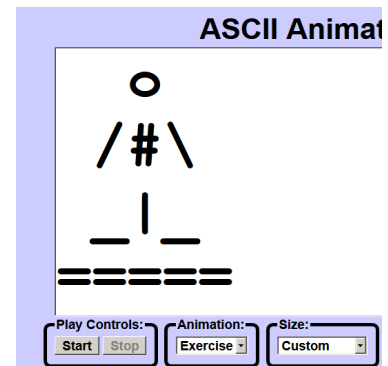 ASCII Animat
  o
 /#\
 _|_
=====
Play Controls: Animation: Size:
Start Stop Exercise Custom